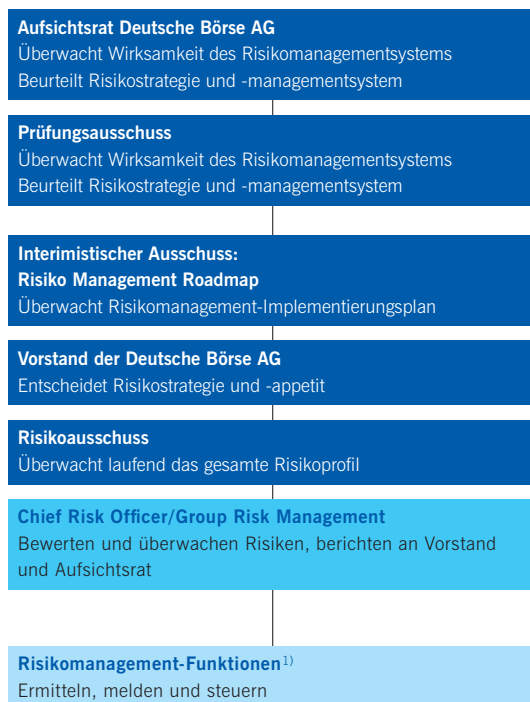 Aufsichtsrat Deutsche Börse AG
Überwacht Wirksamkeit des Risikomanagementsystems
Beurteilt Risikostrategie und -managementsystem
Prüfungsausschuss
Überwacht Wirksamkeit des Risikomanagementsystems
Beurteilt Risikostrategie und -managementsystem
Interimistischer Ausschuss:
Risiko Management Roadmap
Überwacht Risikomanagement-Implementierungsplan
Vorstand der Deutsche Börse AG
Entscheidet Risikostrategie und -appetit
Risikoausschuss
Überwacht laufend das gesamte Risikoprofil
Chief Risk Officer/Group Risk Management
Bewerten und überwachen Risiken, berichten an Vorstand
und Aufsichtsrat
Risikomanagement-Funktionen¹⁾
Ermitteln, melden und steuern